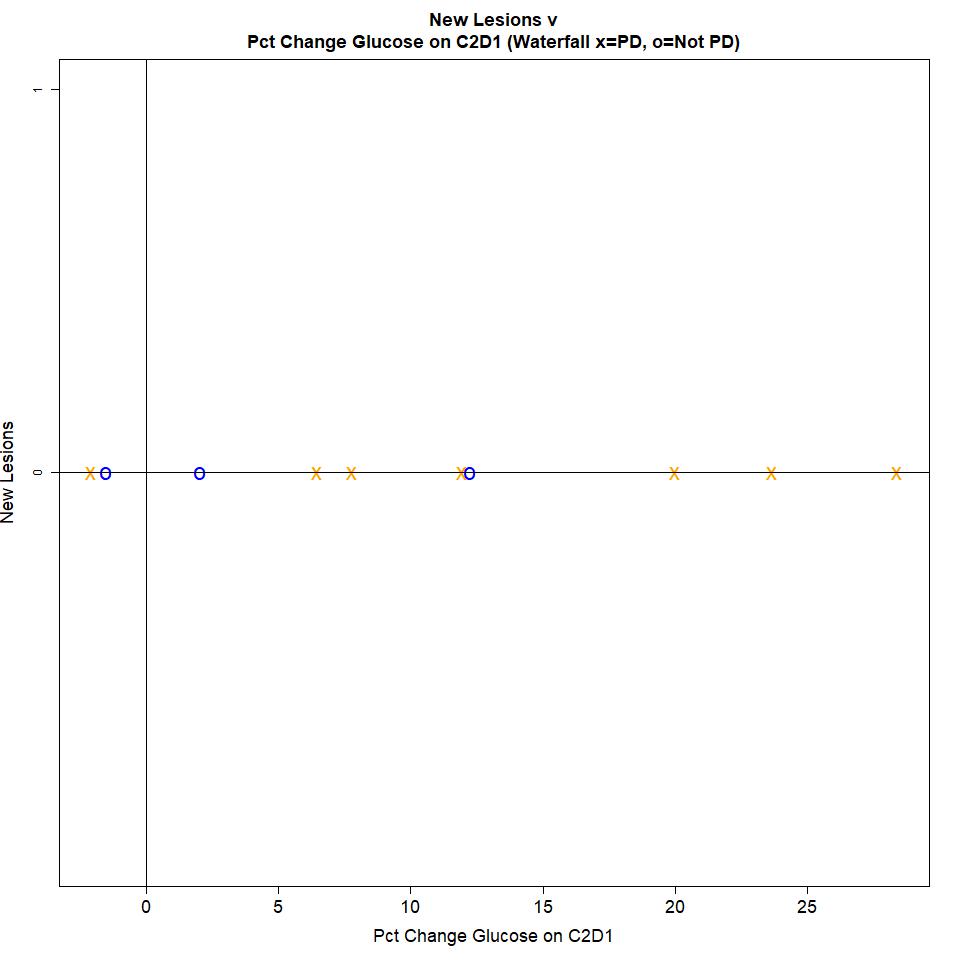 New Lesions v
Pct Change Glucose on C2D1 (Waterfall x=PD, o=Not PD)
1
New Lesions
0
x o o x x x o x x x
0 5 10 15 20 25
Pct Change Glucose on C2D1